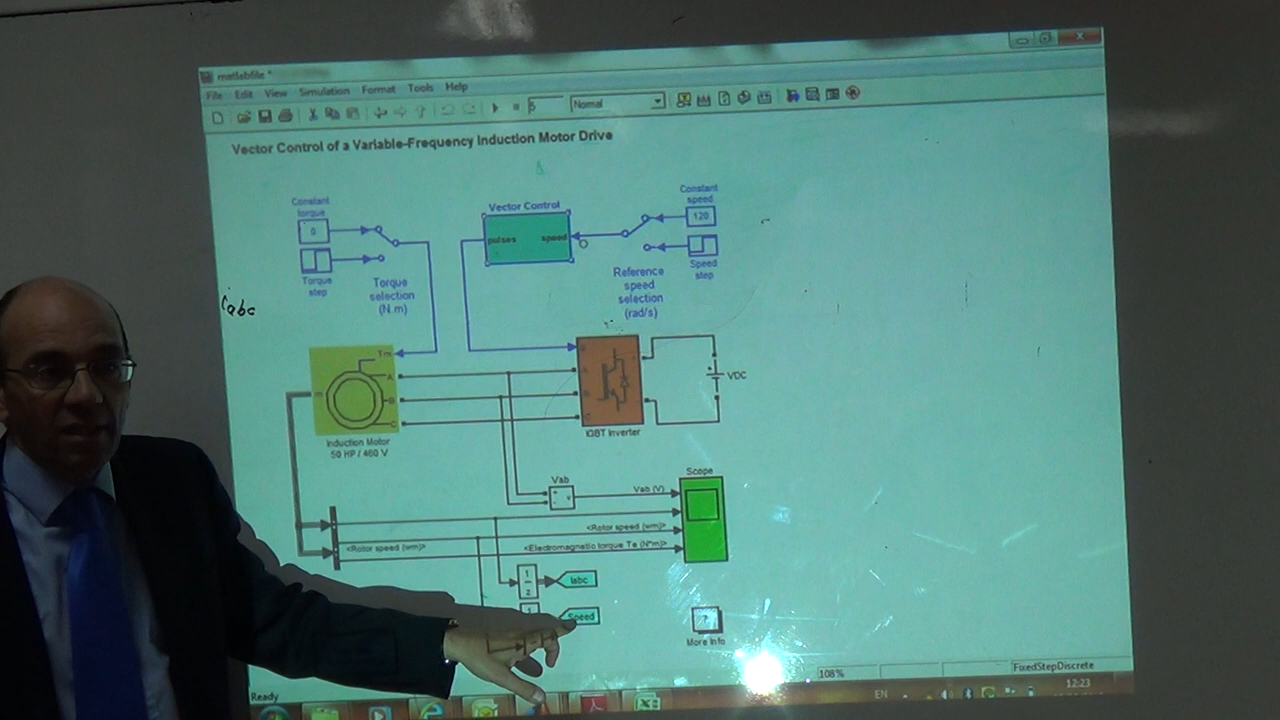 matlabfile *
File Edit View Simulation Format Tools Help
Normal
Vector Control of a Variable-Frequency Induction Motor Drive
Constant
torque
0
Torque
step
Torque
selection
(N.m)
Vector Control
pulses speed
Constant
speed
120
Speed
step
Reference
speed
selection
(rad/s)
iabc
Tm
m
A
B
C
Induction Motor
50 HP / 460 V
IGBT Inverter
VDC
Vab
Vab (V)
Scope
<Rotor speed (wm)>
<Rotor speed (wm)>
<Electromagnetic torque Te (N*m)>
1
z
Iabc
Speed
?
More Info
Ready
108%
FixedStepDiscrete
EN
12:23